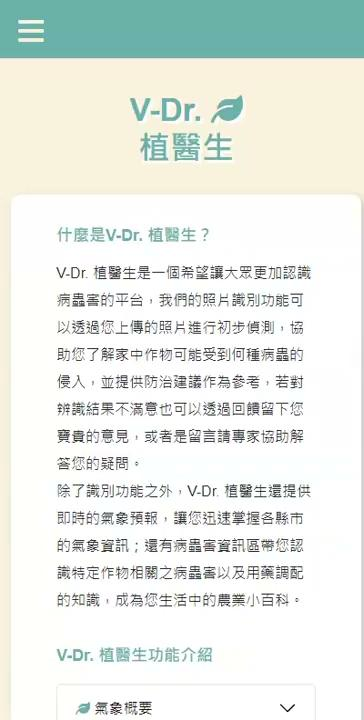 V-Dr.
植醫生
什麼是V-Dr. 植醫生？
V-Dr. 植醫生是一個希望讓大眾更加認識
病蟲害的平台，我們的照片識別功能可
以透過您上傳的照片進行初步偵測，協
助您了解家中作物可能受到何種病蟲的
侵入，並提供防治建議作為參考，若對
辨識結果不滿意也可以透過回饋留下您
寶貴的意見，或者是留言請專家協助解
答您的疑問。
除了識別功能之外，V-Dr. 植醫生還提供
即時的氣象預報，讓您迅速掌握各縣市
的氣象資訊；還有病蟲害資訊區帶您認
識特定作物相關之病蟲害以及用藥調配
的知識，成為您生活中的農業小百科。
V-Dr. 植醫生功能介紹
氣象概要